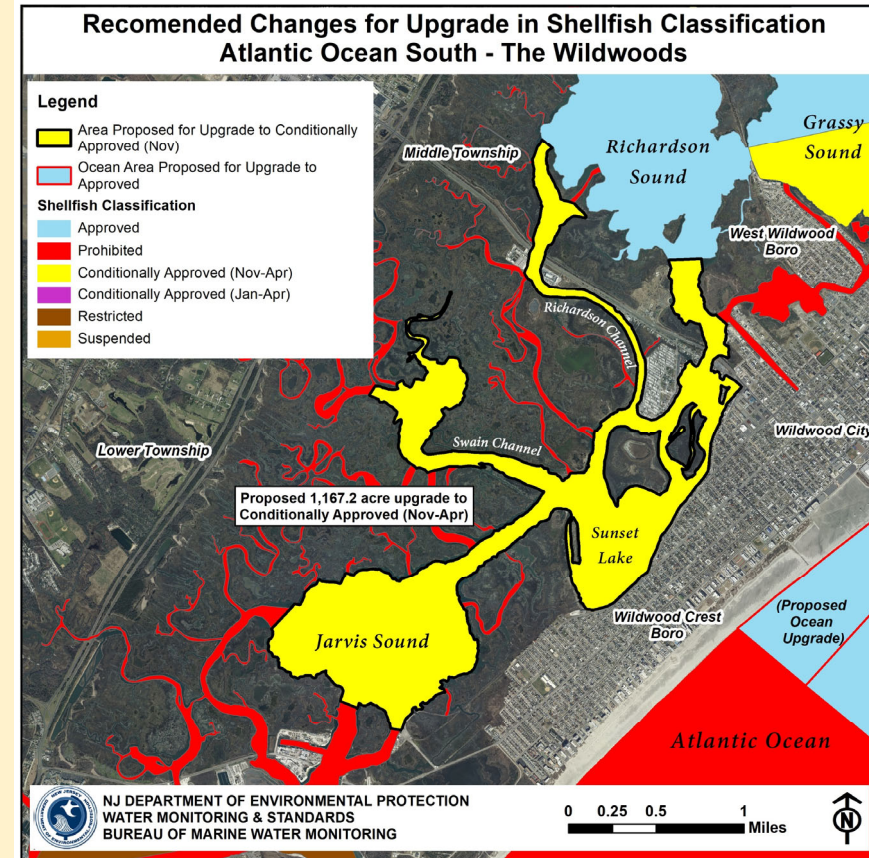 Recomended Changes for Upgrade in Shellfish Classification
Atlantic Ocean South - The Wildwoods
Legend
Area Proposed for Upgrade to Conditionally
Approved (Nov)
Ocean Area Proposed for Upgrade to
Approved
Shellfish Classification
Approved
Prohibited
Conditionally Approved (Nov-Apr)
Conditionally Approved (Jan-Apr)
Restricted
Suspended
Middle Township
Richardson
Sound
Grassy
Sound
West Wildwood
Boro
Richardson Channel
Wildwood City
Lower Township
Swain Channel
Proposed 1,167.2 acre upgrade to
Conditionally Approved (Nov-Apr)
Sunset
Lake
Wildwood Crest
Boro
(Proposed
Ocean
Upgrade)
Jarvis Sound
Atlantic Ocean
NJ DEPARTMENT OF ENVIRONMENTAL PROTECTION
WATER MONITORING & STANDARDS
BUREAU OF MARINE WATER MONITORING
0 0.25 0.5 1
Miles
N